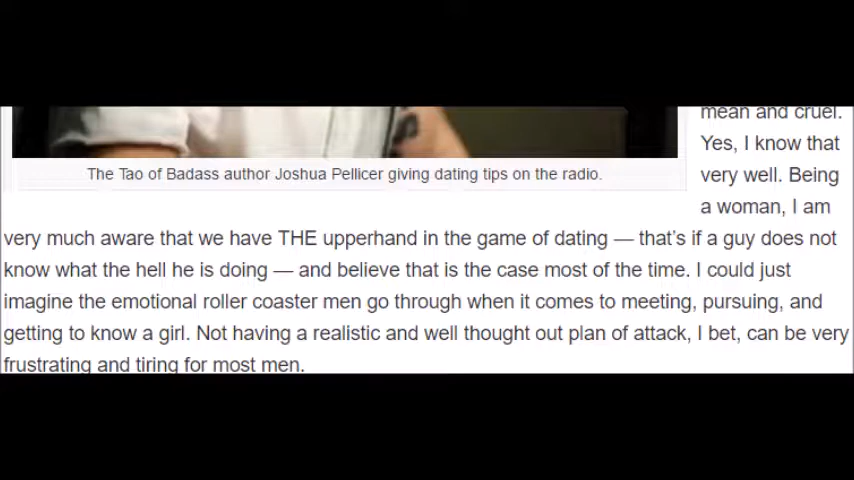 mean and cruel.
The Tao of Badass author Joshua Pellicer giving dating tips on the radio.
Yes, I know that
very well. Being
a woman, I am
very much aware that we have THE upperhand in the game of dating — that's if a guy does not
know what the hell he is doing — and believe that is the case most of the time. I could just
imagine the emotional roller coaster men go through when it comes to meeting, pursuing, and
getting to know a girl. Not having a realistic and well thought out plan of attack, I bet, can be very
frustrating and tiring for most men.